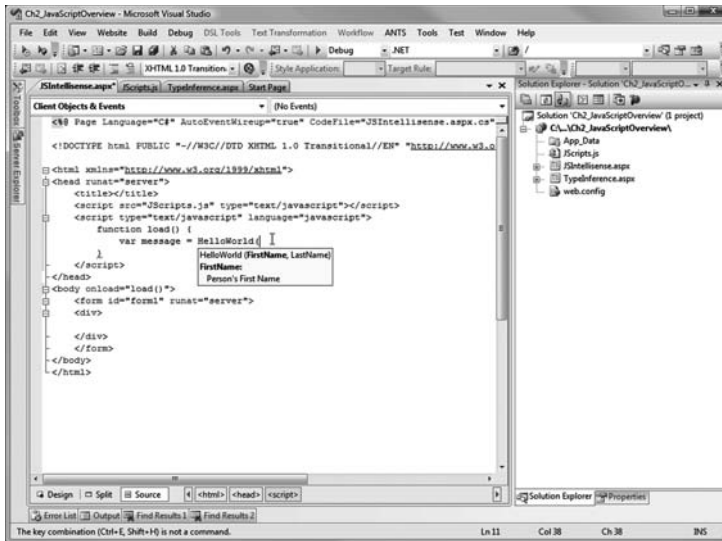 Ch2_JavaScriptOverview - Microsoft Visual Studio
File Edit View Website Build Debug DSL Tools Text Transformation Workflow ANTS Tools Test Window Help
Debug .NET /
XHTML 1.0 Transition: Style Application: Target Rule:
Toolbox
Server Explorer
JSIntellisense.aspx* JScripts.js TypeInference.aspx Start Page
Client Objects & Events (No Events)
<%@ Page Language="C#" AutoEventWireup="true" CodeFile="JSIntellisense.aspx.cs"
<!DOCTYPE html PUBLIC "-//W3C//DTD XHTML 1.0 Transitional//EN" "http://www.w3.o
<html xmlns="http://www.w3.org/1999/xhtml">
<head runat="server">
<title></title>
<script src="JScripts.js" type="text/javascript"></script>
<script type="text/javascript" language="javascript">
function load() {
var message = HelloWorld(
HelloWorld (FirstName, LastName)
FirstName:
Person's First Name
}
</script>
</head>
<body onload="load()">
<form id="form1" runat="server">
<div>
</div>
</form>
</body>
</html>
Design Split Source <html> <head> <script>
Solution Explorer - Solution 'Ch2_JavaScriptO...
Solution 'Ch2_JavaScriptOverview' (1 project)
C:\...\Ch2_JavaScriptOverview\
App_Data
JScripts.js
JSIntellisense.aspx
TypeInference.aspx
web.config
Solution Explorer Properties
Error List Output Find Results 1 Find Results 2
The key combination (Ctrl+E, Shift+H) is not a command. Ln 11 Col 38 Ch 38 INS